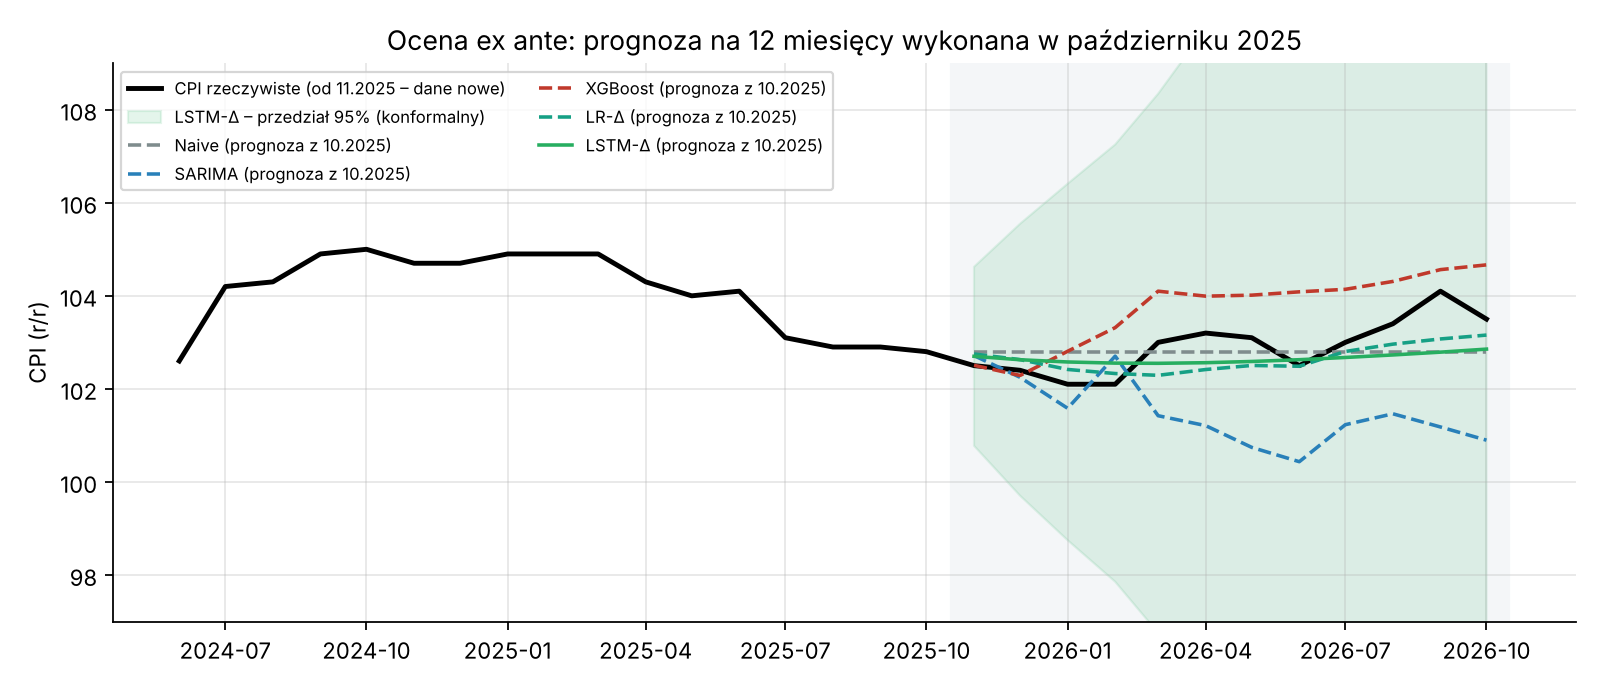 Ocena ex ante: prognoza na 12 miesięcy wykonana w październiku 2025
CPI rzeczywiste (od 11.2025 – dane nowe)
LSTM-Δ – przedział 95% (konformalny)
Naive (prognoza z 10.2025)
SARIMA (prognoza z 10.2025)
XGBoost (prognoza z 10.2025)
LR-Δ (prognoza z 10.2025)
LSTM-Δ (prognoza z 10.2025)
CPI (r/r)
108
106
104
102
100
98
2024-07
2024-10
2025-01
2025-04
2025-07
2025-10
2026-01
2026-04
2026-07
2026-10